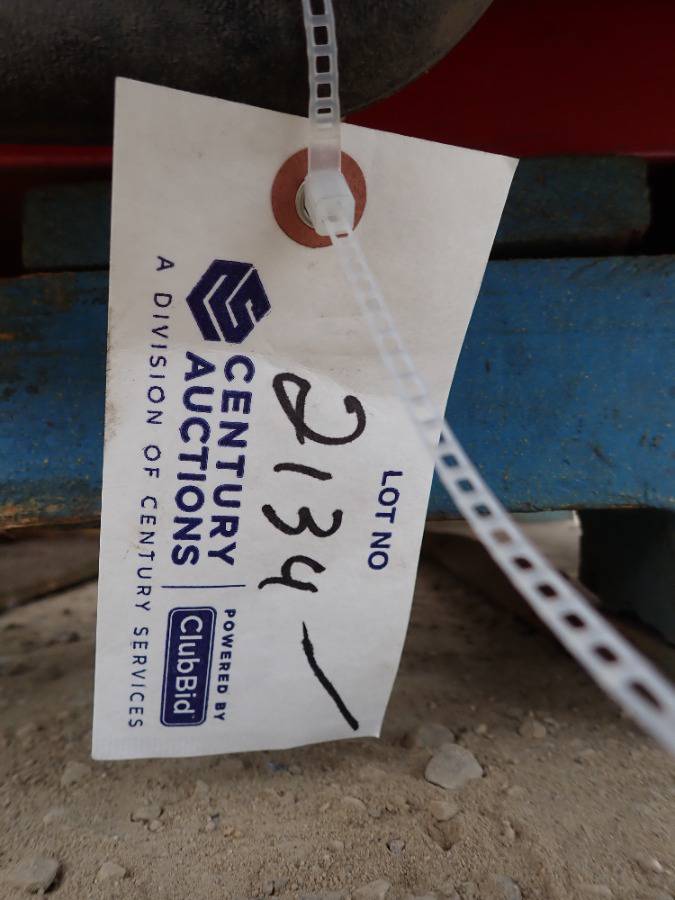 LOT NO
2134
CENTURY
AUCTIONS
POWERED BY
ClubBid
A DIVISION OF CENTURY SERVICES